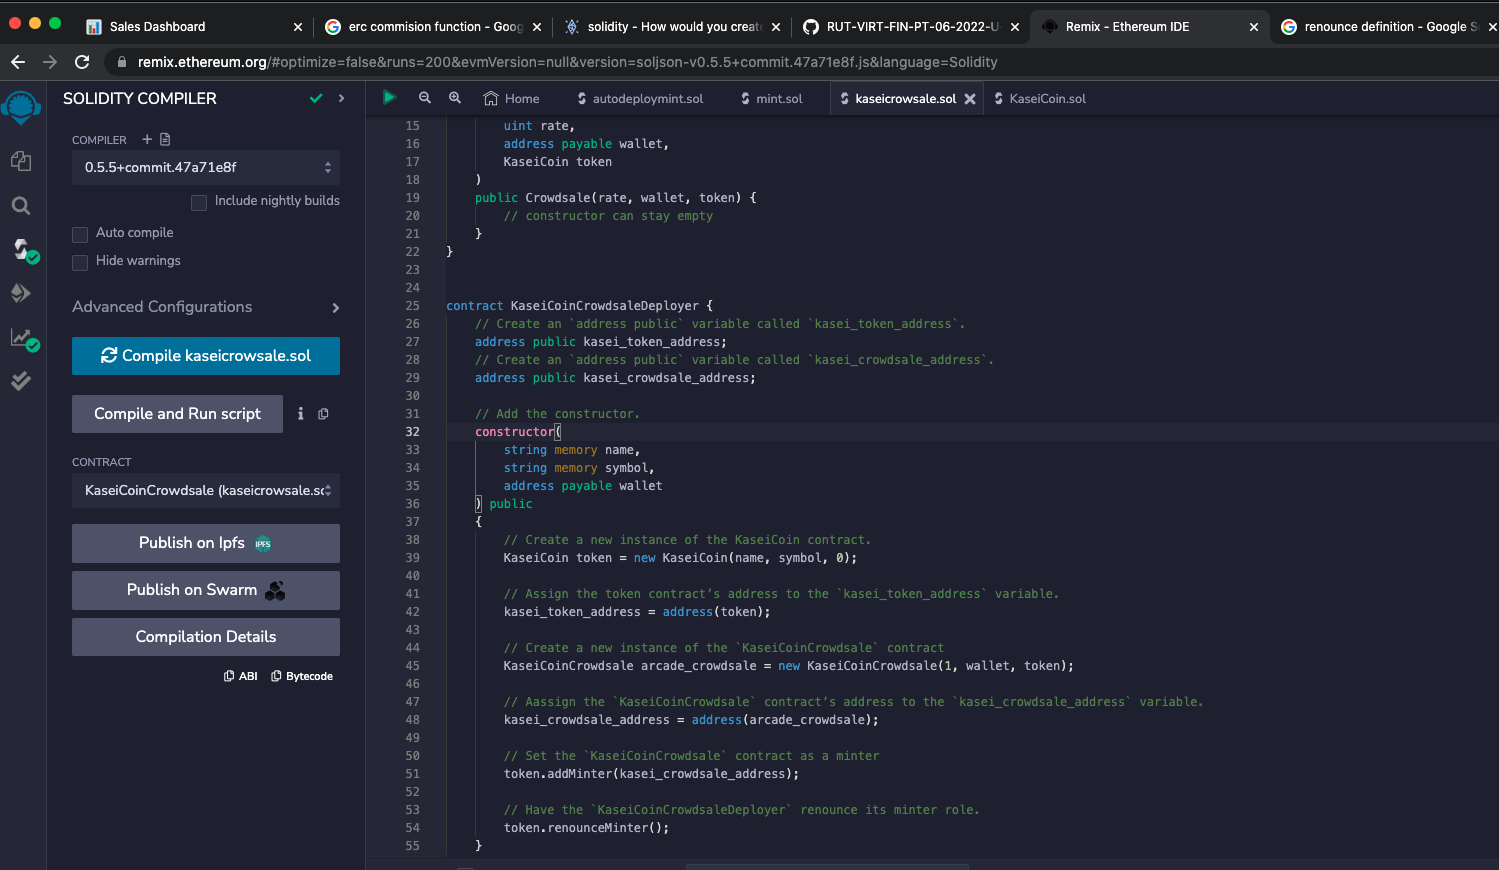 Sales Dashboard
erc commision function - Goog
solidity - How would you create
RUT-VIRT-FIN-PT-06-2022-U-
Remix - Ethereum IDE
renounce definition - Google Se
remix.ethereum.org/#optimize=false&runs=200&evmVersion=null&version=soljson-v0.5.5+commit.47a71e8f.js&language=Solidity
SOLIDITY COMPILER
Home
autodeploymint.sol
mint.sol
kaseicrowsale.sol
KaseiCoin.sol
COMPILER
0.5.5+commit.47a71e8f
Include nightly builds
Auto compile
Hide warnings
Advanced Configurations
Compile kaseicrowsale.sol
Compile and Run script
CONTRACT
KaseiCoinCrowdsale (kaseicrowsale.so
Publish on Ipfs
IPFS
Publish on Swarm
Compilation Details
ABI
Bytecode
15 uint rate,
16 address payable wallet,
17 KaseiCoin token
18 )
19 public Crowdsale(rate, wallet, token) {
20 // constructor can stay empty
21 }
22 }
23
24
25 contract KaseiCoinCrowdsaleDeployer {
26 // Create an `address public` variable called `kasei_token_address`.
27 address public kasei_token_address;
28 // Create an `address public` variable called `kasei_crowdsale_address`.
29 address public kasei_crowdsale_address;
30
31 // Add the constructor.
32 constructor(
33 string memory name,
34 string memory symbol,
35 address payable wallet
36 ) public
37 {
38 // Create a new instance of the KaseiCoin contract.
39 KaseiCoin token = new KaseiCoin(name, symbol, 0);
40
41 // Assign the token contract’s address to the `kasei_token_address` variable.
42 kasei_token_address = address(token);
43
44 // Create a new instance of the `KaseiCoinCrowdsale` contract
45 KaseiCoinCrowdsale arcade_crowdsale = new KaseiCoinCrowdsale(1, wallet, token);
46
47 // Aassign the `KaseiCoinCrowdsale` contract’s address to the `kasei_crowdsale_address` variable.
48 kasei_crowdsale_address = address(arcade_crowdsale);
49
50 // Set the `KaseiCoinCrowdsale` contract as a minter
51 token.addMinter(kasei_crowdsale_address);
52
53 // Have the `KaseiCoinCrowdsaleDeployer` renounce its minter role.
54 token.renounceMinter();
55 }